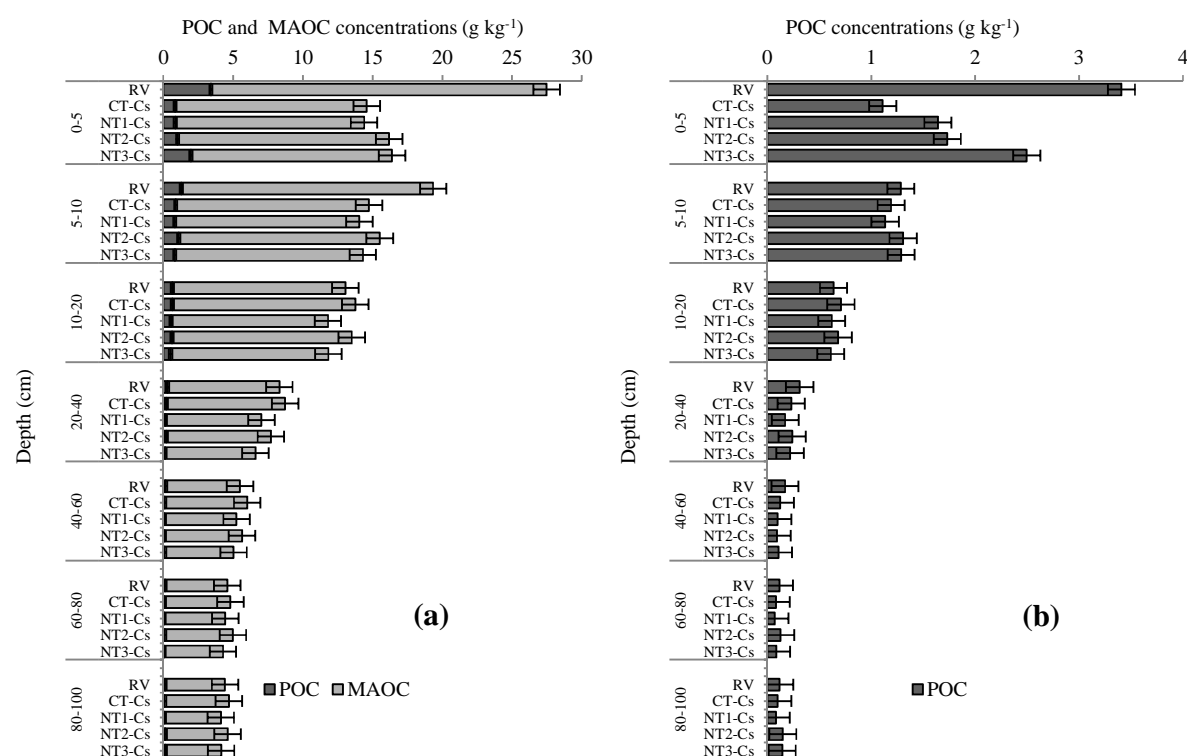 POC and MAOC concentrations (g kg⁻¹)
0 5 10 15 20 25 30
Depth (cm)
0-5
RV
CT-Cs
NT1-Cs
NT2-Cs
NT3-Cs
5-10
RV
CT-Cs
NT1-Cs
NT2-Cs
NT3-Cs
10-20
RV
CT-Cs
NT1-Cs
NT2-Cs
NT3-Cs
20-40
RV
CT-Cs
NT1-Cs
NT2-Cs
NT3-Cs
40-60
RV
CT-Cs
NT1-Cs
NT2-Cs
NT3-Cs
60-80
RV
CT-Cs
NT1-Cs
NT2-Cs
NT3-Cs
80-100
RV
CT-Cs
NT1-Cs
NT2-Cs
NT3-Cs
(a)
POC MAOC
POC concentrations (g kg⁻¹)
0 1 2 3 4
Depth (cm)
0-5
RV
CT-Cs
NT1-Cs
NT2-Cs
NT3-Cs
5-10
RV
CT-Cs
NT1-Cs
NT2-Cs
NT3-Cs
10-20
RV
CT-Cs
NT1-Cs
NT2-Cs
NT3-Cs
20-40
RV
CT-Cs
NT1-Cs
NT2-Cs
NT3-Cs
40-60
RV
CT-Cs
NT1-Cs
NT2-Cs
NT3-Cs
60-80
RV
CT-Cs
NT1-Cs
NT2-Cs
NT3-Cs
80-100
RV
CT-Cs
NT1-Cs
NT2-Cs
NT3-Cs
(b)
POC